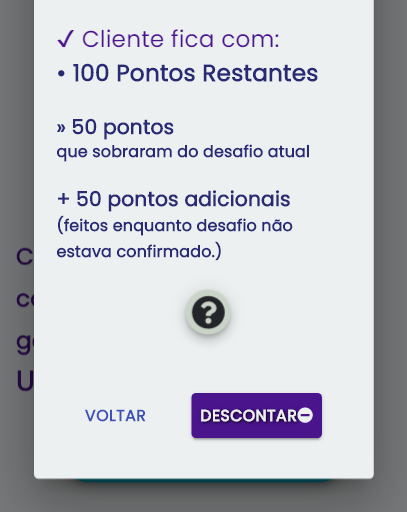 ✓ Cliente fica com:
• 100 Pontos Restantes
» 50 pontos
que sobraram do desafio atual
+ 50 pontos adicionais
(feitos enquanto desafio não
estava confirmado.)
?
VOLTAR
DESCONTAR